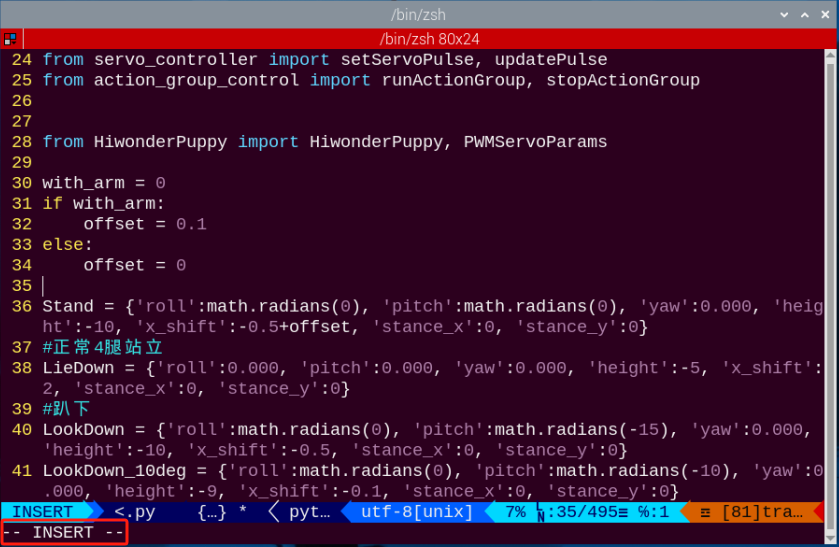 /bin/zsh
/bin/zsh 80x24
24 from servo_controller import setServoPulse, updatePulse
25 from action_group_control import runActionGroup, stopActionGroup
26
27
28 from HiwonderPuppy import HiwonderPuppy, PWMServoParams
29
30 with_arm = 0
31 if with_arm:
32     offset = 0.1
33 else:
34     offset = 0
35
36 Stand = {'roll':math.radians(0), 'pitch':math.radians(0), 'yaw':0.000, 'heig
ht':-10, 'x_shift':-0.5+offset, 'stance_x':0, 'stance_y':0}
37 #正常4腿站立
38 LieDown = {'roll':0.000, 'pitch':0.000, 'yaw':0.000, 'height':-5, 'x_shift':
2, 'stance_x':0, 'stance_y':0}
39 #趴下
40 LookDown = {'roll':math.radians(0), 'pitch':math.radians(-15), 'yaw':0.000,
'height':-10, 'x_shift':-0.5, 'stance_x':0, 'stance_y':0}
41 LookDown_10deg = {'roll':math.radians(0), 'pitch':math.radians(-10), 'yaw':0
.000, 'height':-9, 'x_shift':-0.1, 'stance_x':0, 'stance_y':0}
INSERT <.py {…} * pyt… utf-8[unix] 7% :35/495≡ ℅:1 [81]tra…
-- INSERT --